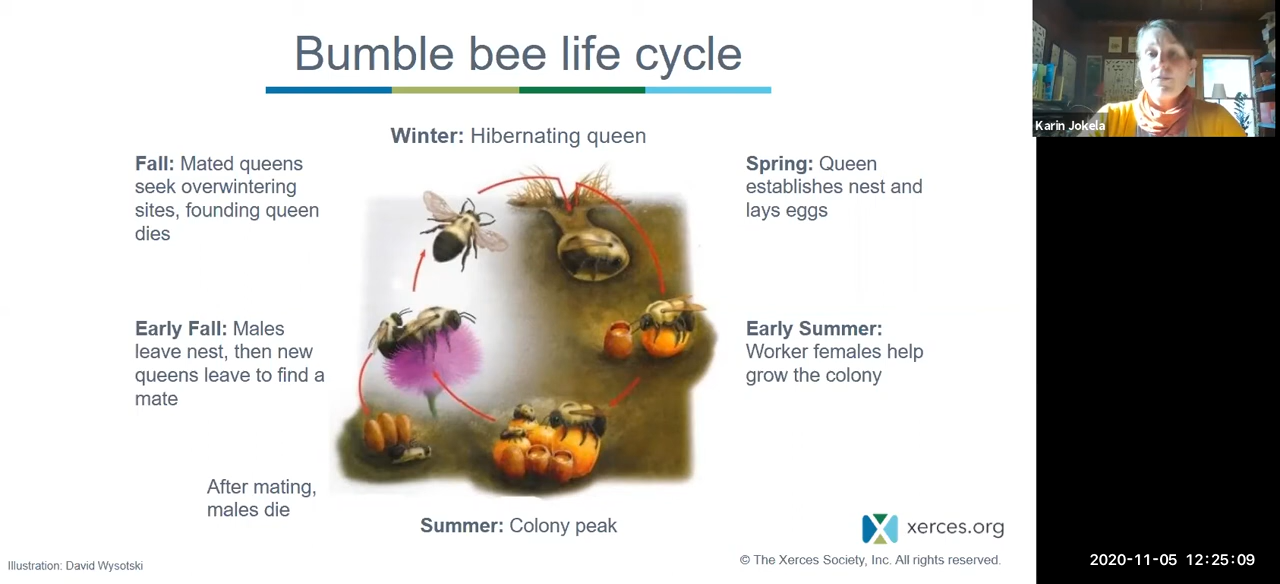 Bumble bee life cycle
Winter: Hibernating queen
Fall: Mated queens
seek overwintering
sites, founding queen
dies
Spring: Queen
establishes nest and
lays eggs
Early Fall: Males
leave nest, then new
queens leave to find a
mate
Early Summer:
Worker females help
grow the colony
After mating,
males die
Summer: Colony peak
xerces.org
© The Xerces Society, Inc. All rights reserved.
Illustration: David Wysotski
Karin Jokela
2020-11-05 12:25:09